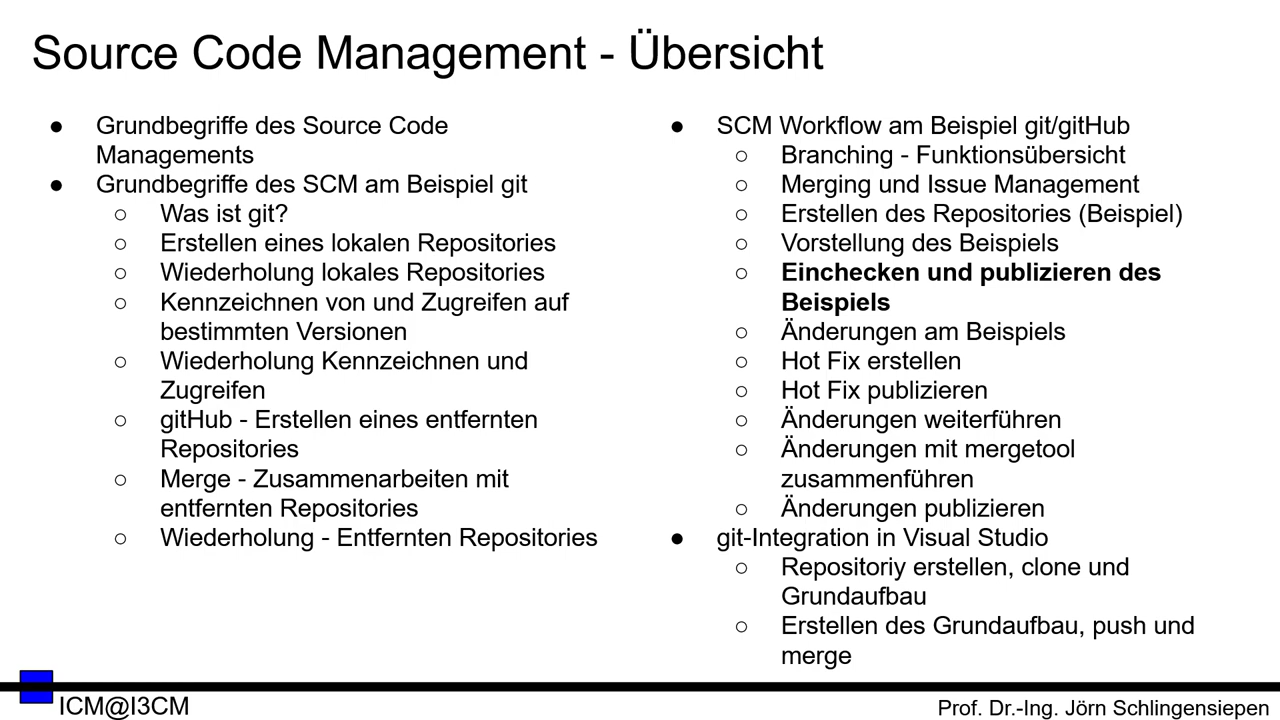 Source Code Management - Übersicht
● Grundbegriffe des Source Code
Managements
● Grundbegriffe des SCM am Beispiel git
○ Was ist git?
○ Erstellen eines lokalen Repositories
○ Wiederholung lokales Repositories
○ Kennzeichnen von und Zugreifen auf
bestimmten Versionen
○ Wiederholung Kennzeichnen und
Zugreifen
○ gitHub - Erstellen eines entfernten
Repositories
○ Merge - Zusammenarbeiten mit
entfernten Repositories
○ Wiederholung - Entfernten Repositories
● SCM Workflow am Beispiel git/gitHub
○ Branching - Funktionsübersicht
○ Merging und Issue Management
○ Erstellen des Repositories (Beispiel)
○ Vorstellung des Beispiels
○ Einchecken und publizieren des
Beispiels
○ Änderungen am Beispiels
○ Hot Fix erstellen
○ Hot Fix publizieren
○ Änderungen weiterführen
○ Änderungen mit mergetool
zusammenführen
○ Änderungen publizieren
● git-Integration in Visual Studio
○ Repositoriy erstellen, clone und
Grundaufbau
○ Erstellen des Grundaufbau, push und
merge
ICM@I3CM
Prof. Dr.-Ing. Jörn Schlingensiepen